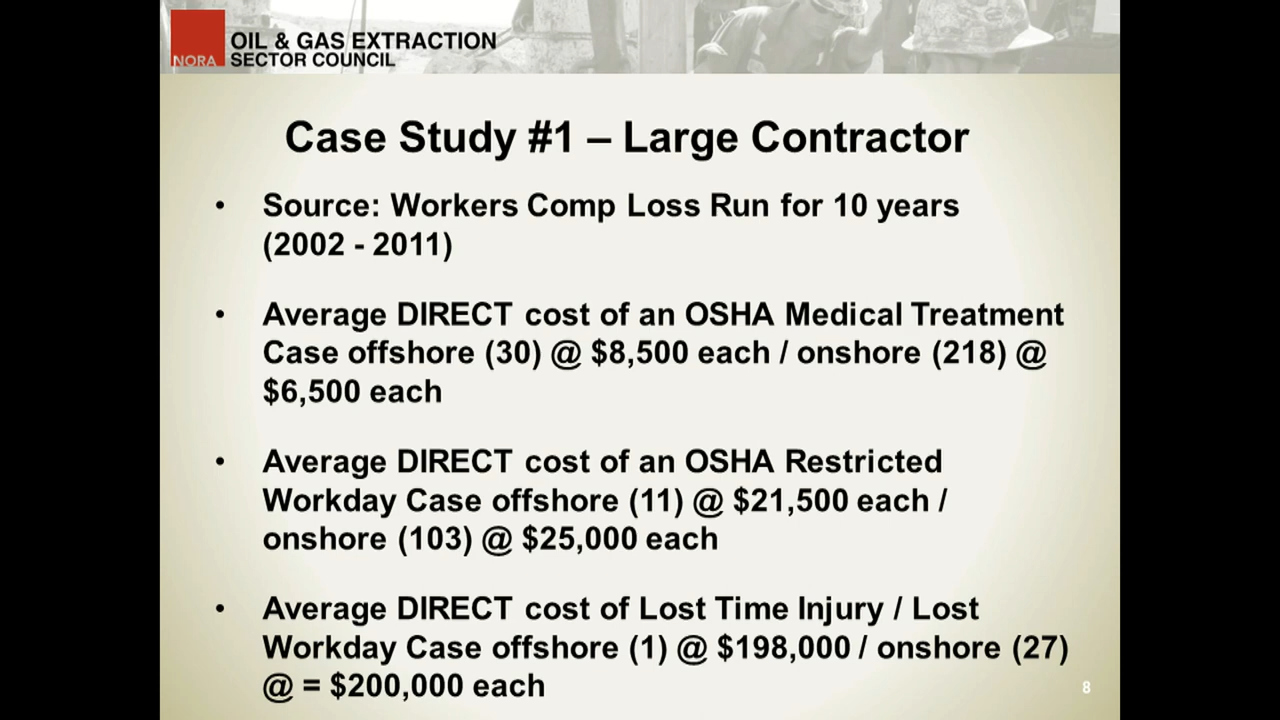 NORA
OIL & GAS EXTRACTION
SECTOR COUNCIL
Case Study #1 – Large Contractor
• Source: Workers Comp Loss Run for 10 years
(2002 - 2011)
• Average DIRECT cost of an OSHA Medical Treatment
Case offshore (30) @ $8,500 each / onshore (218) @
$6,500 each
• Average DIRECT cost of an OSHA Restricted
Workday Case offshore (11) @ $21,500 each /
onshore (103) @ $25,000 each
• Average DIRECT cost of Lost Time Injury / Lost
Workday Case offshore (1) @ $198,000 / onshore (27)
@ = $200,000 each
8